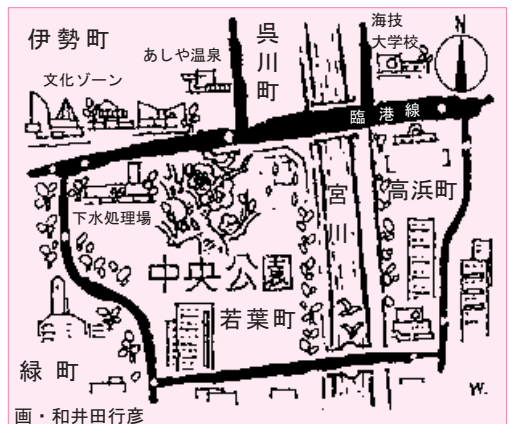 伊勢町
あしや温泉
呉川町
海技
大学校
N
文化ゾーン
臨港線
下水処理場
宮川
高浜町
中央公園
若葉町
緑町
W.
画・和井田行彦